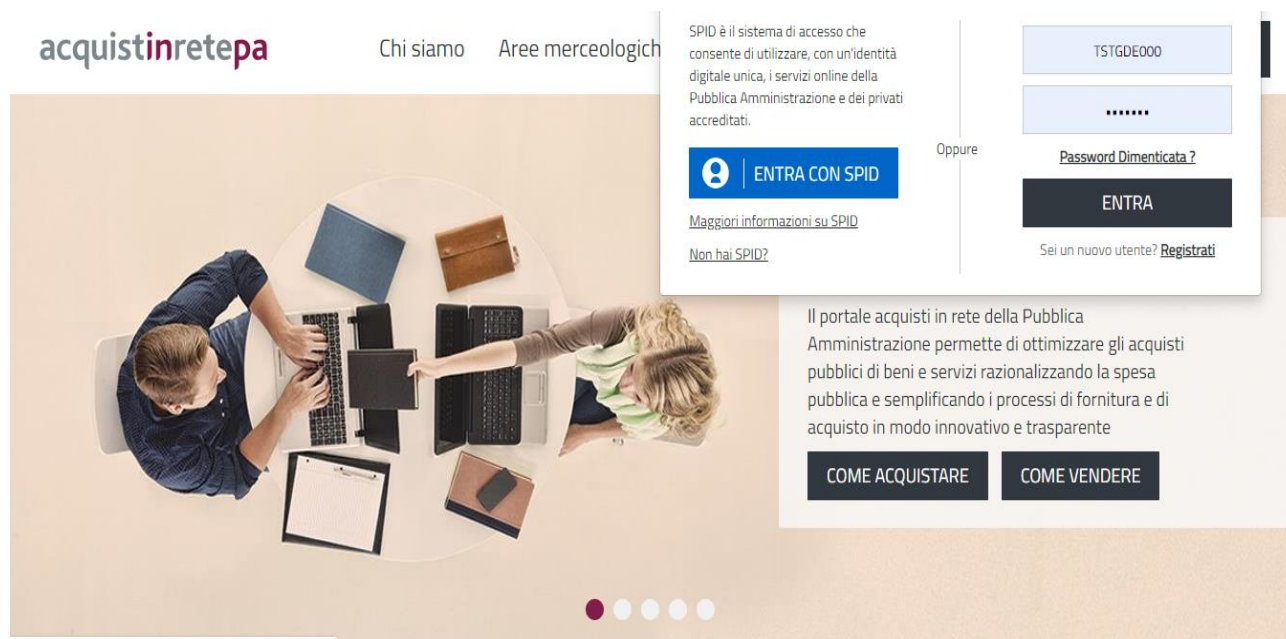 acquistinretepa
Chi siamo
Aree merceologich
SPID è il sistema di accesso che
consente di utilizzare, con un'identità
digitale unica, i servizi online della
Pubblica Amministrazione e dei privati
accreditati.
ENTRA CON SPID
Maggiori informazioni su SPID
Non hai SPID?
Oppure
TSTGDE000
Password Dimenticata ?
ENTRA
Sei un nuovo utente? Registrati
Il portale acquisti in rete della Pubblica
Amministrazione permette di ottimizzare gli acquisti
pubblici di beni e servizi razionalizzando la spesa
pubblica e semplificando i processi di fornitura e di
acquisto in modo innovativo e trasparente
COME ACQUISTARE
COME VENDERE